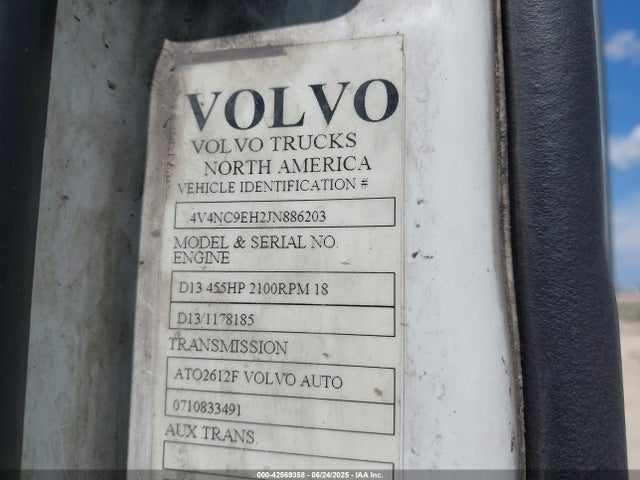 VOLVO
VOLVO TRUCKS
NORTH AMERICA
VEHICLE IDENTIFICATION #
4V4NC9EH2JN886203
MODEL & SERIAL NO.
ENGINE
D13 455HP 2100RPM 18
D13/1178185
TRANSMISSION
ATO2612F VOLVO AUTO
0710833491
AUX TRANS.
000-42569358 - 06/24/2025 - IAA Inc.